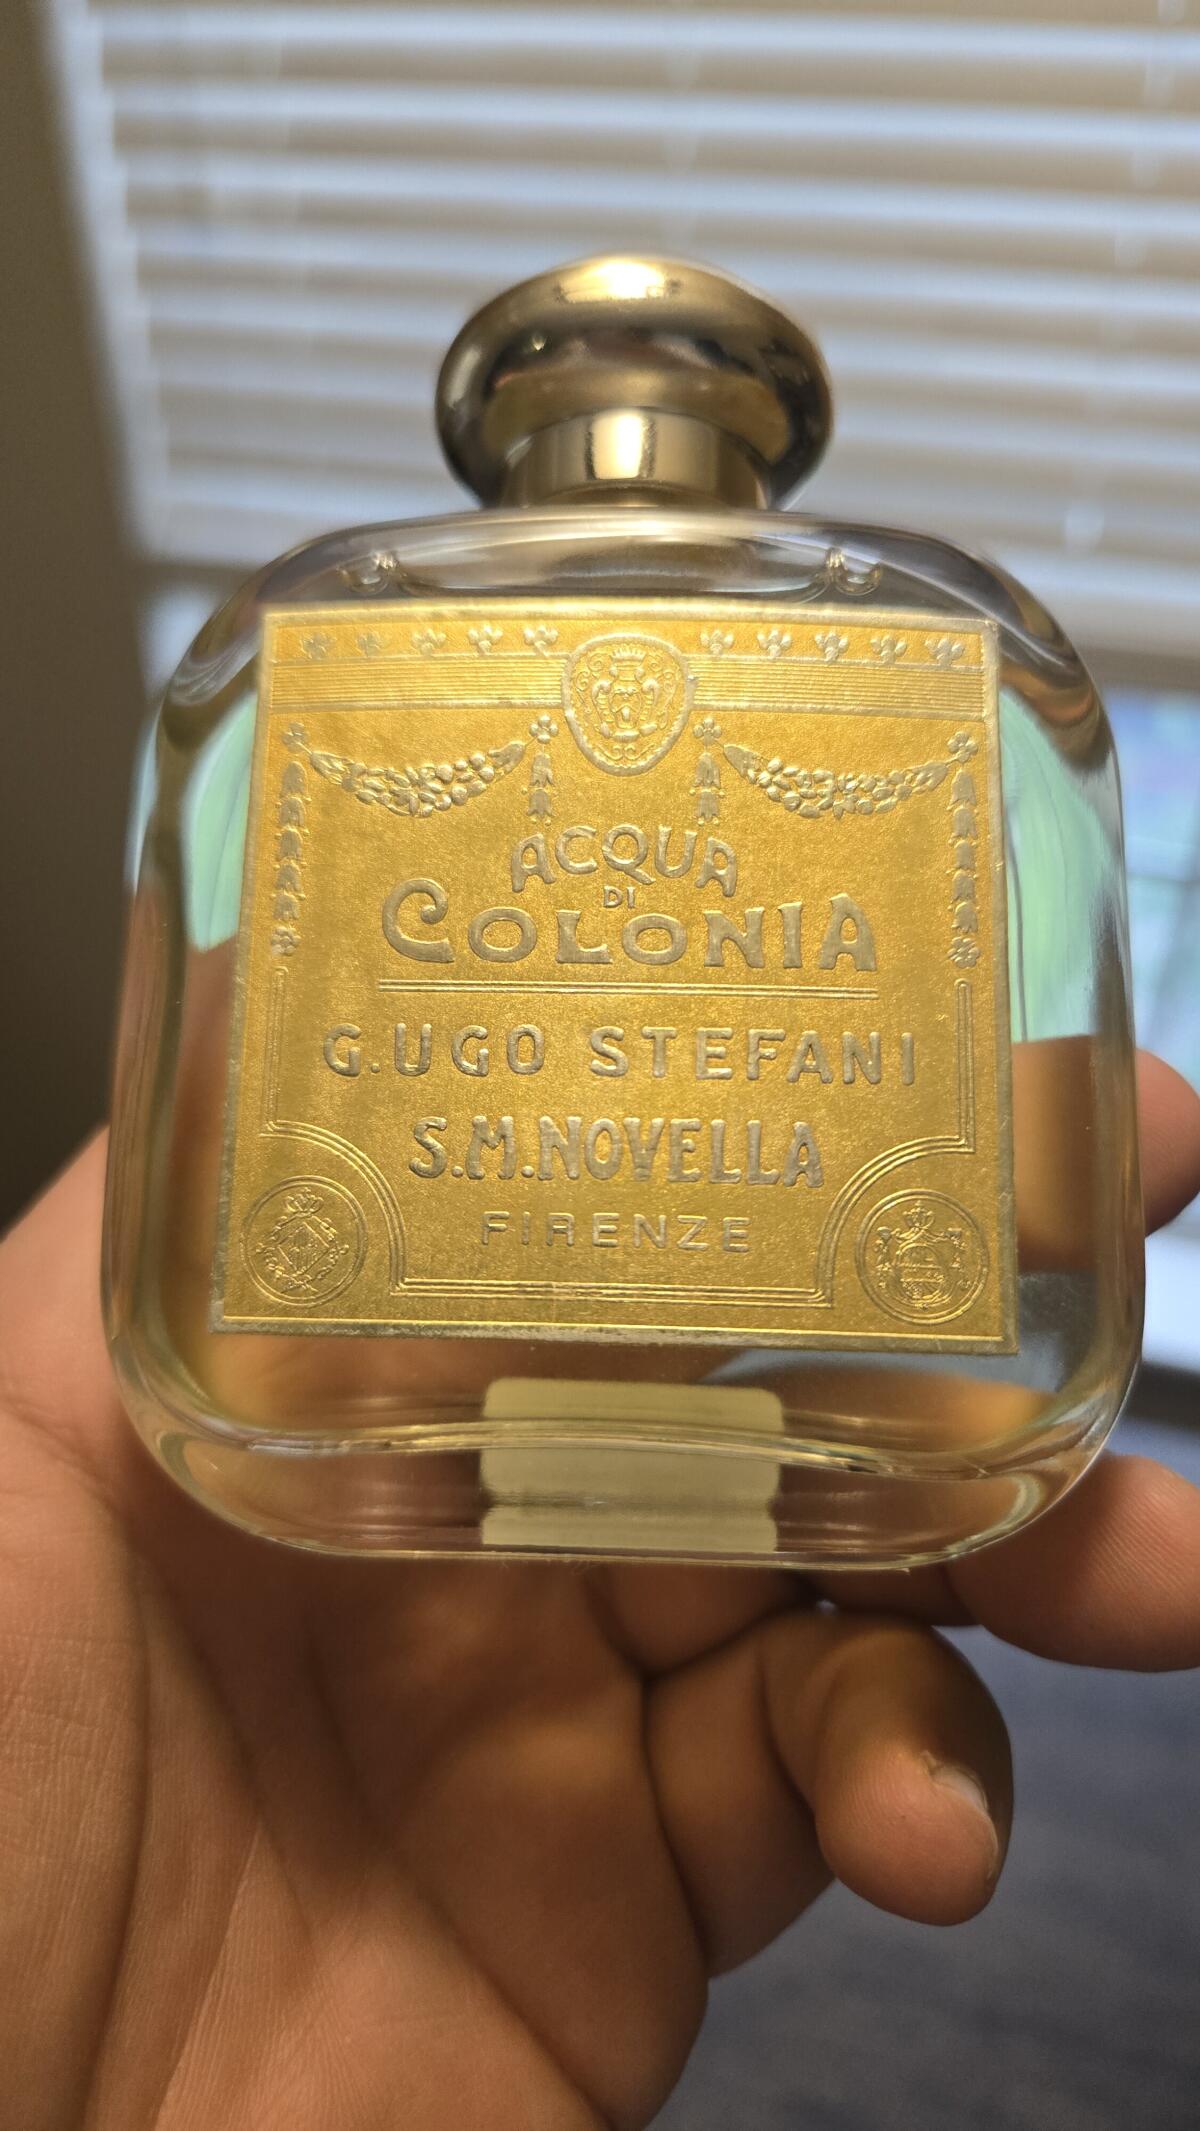 ACQUA
DI
COLONIA
G. UGO STEFANI
S.M. NOVELLA
FIRENZE